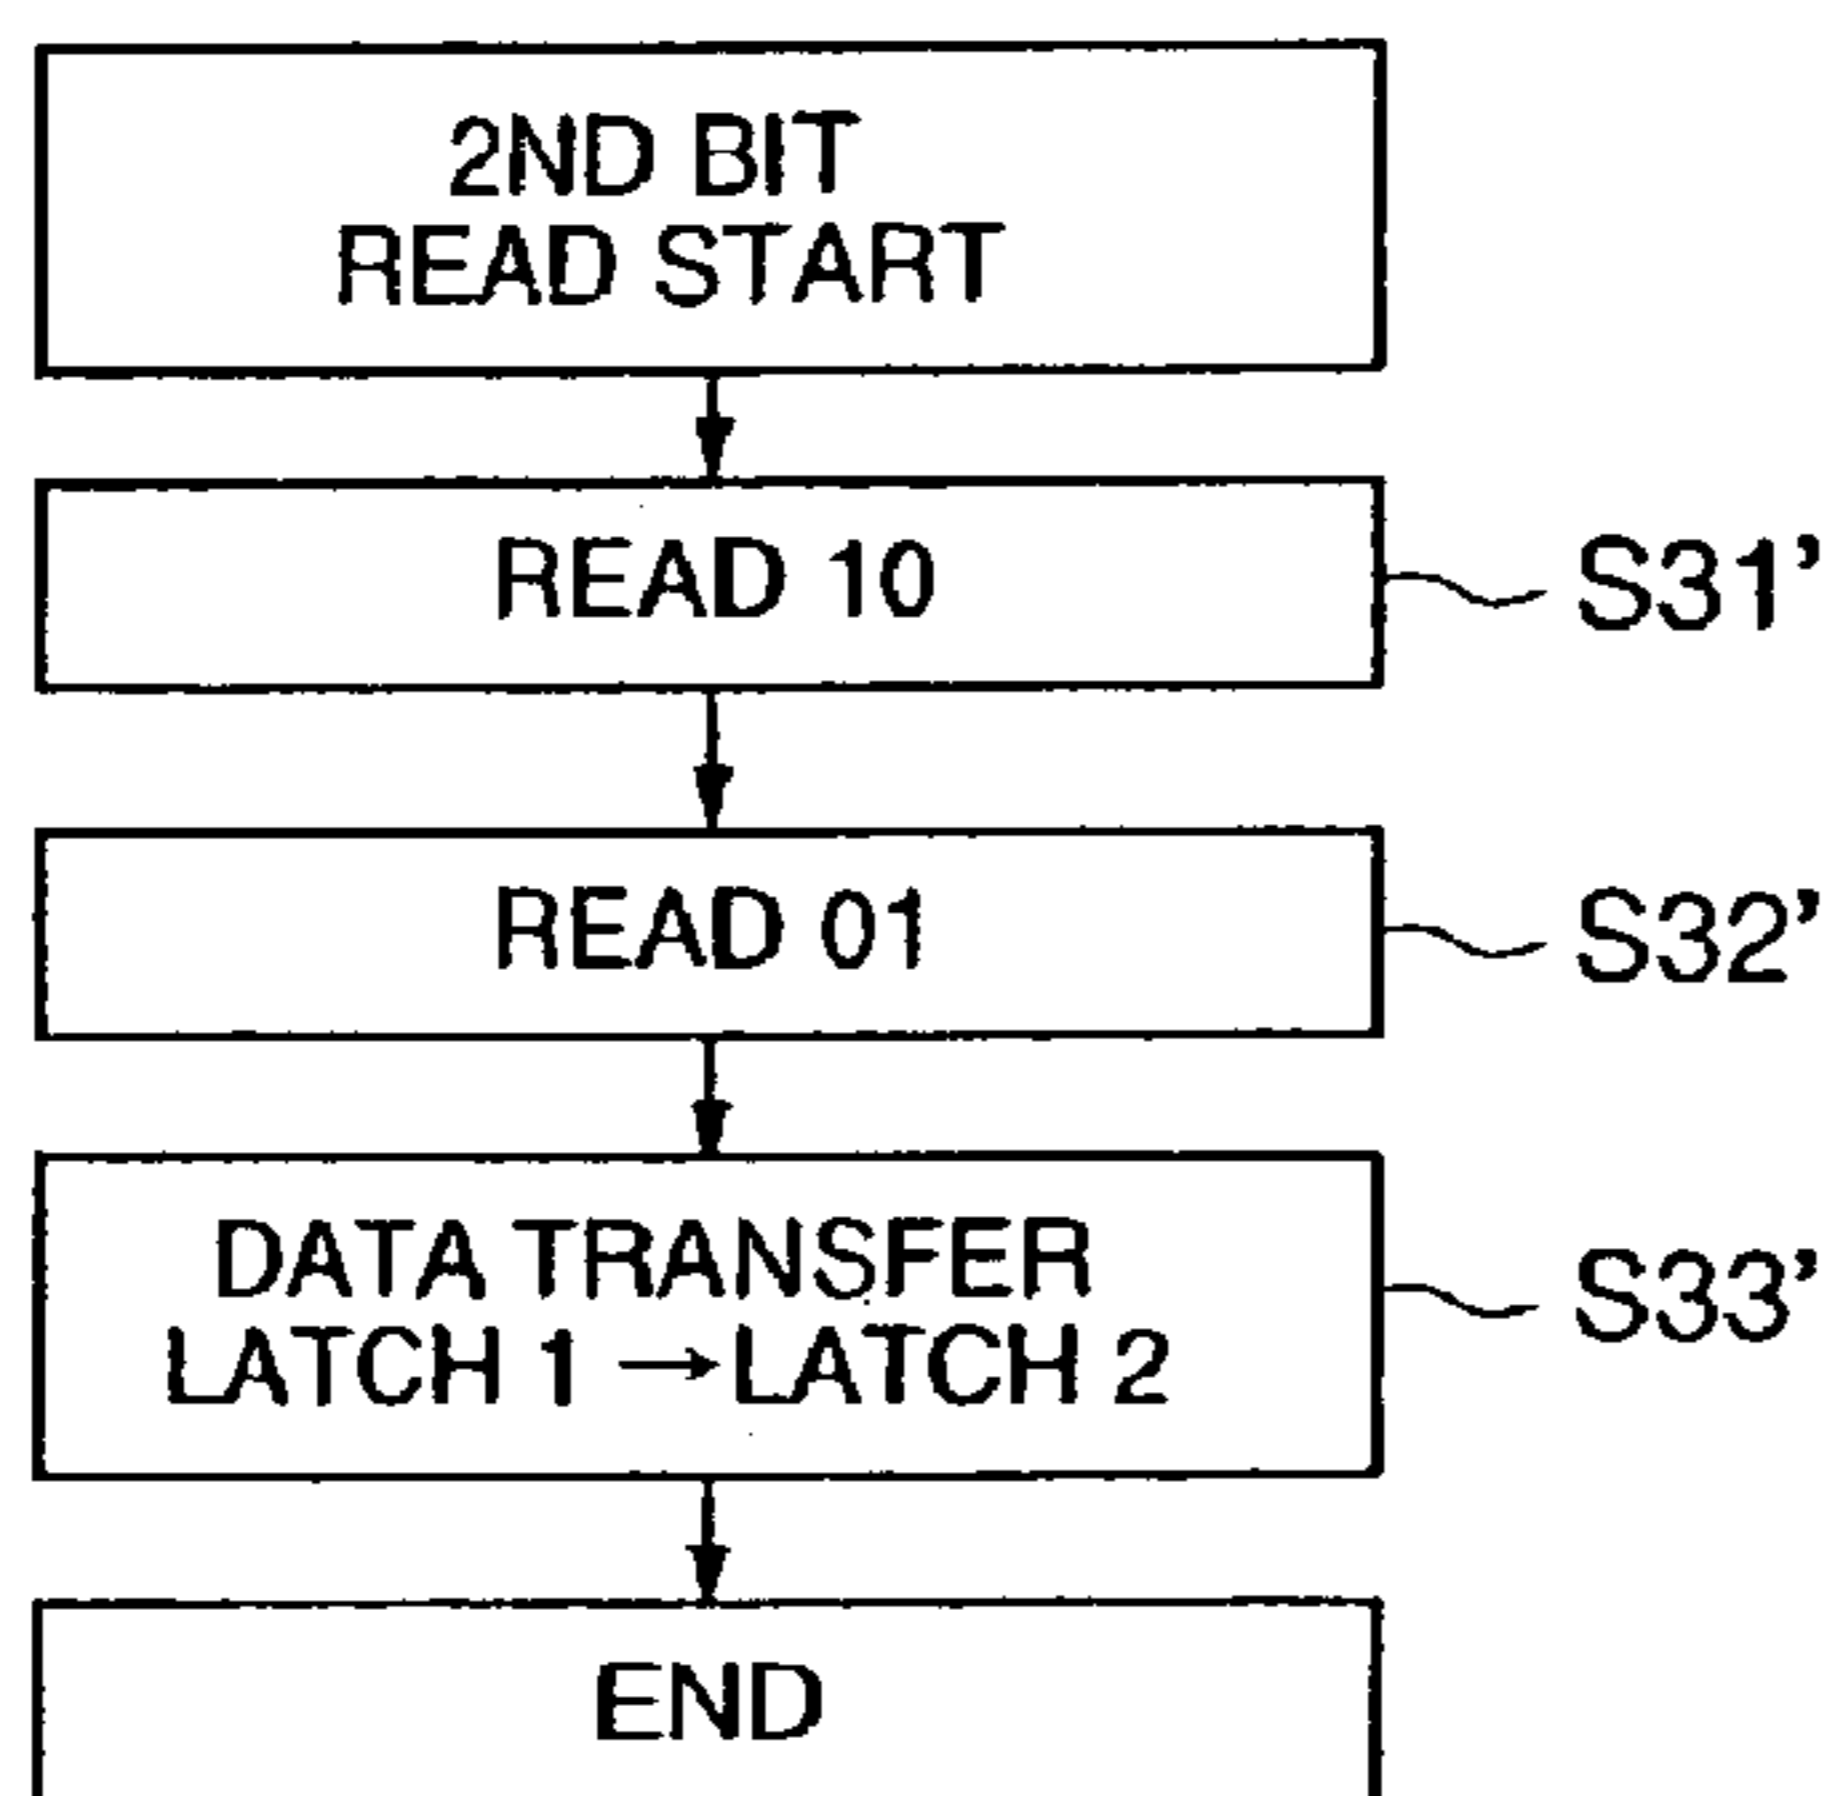 2ND BIT
READ START
READ 10
S31'
READ 01
S32'
DATA TRANSFER
LATCH 1 → LATCH 2
S33'
END